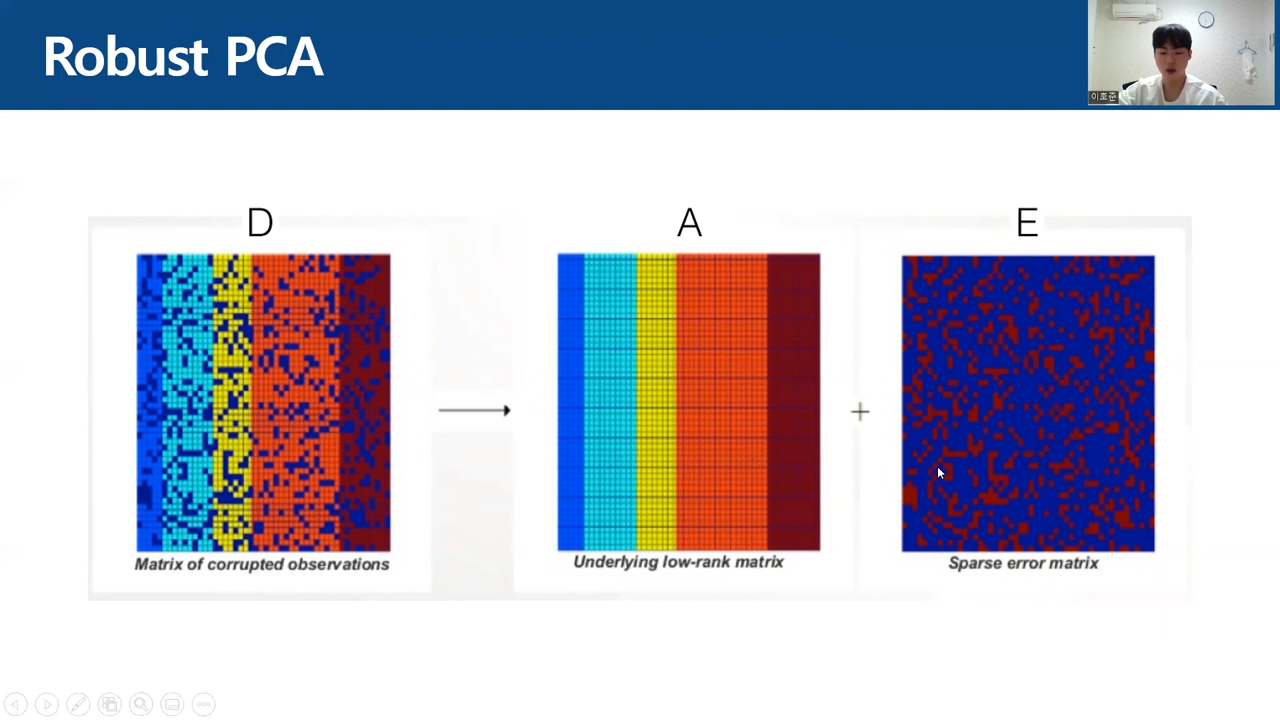 Robust PCA
이호준
D
A
E
+
Matrix of corrupted observations
Underlying low-rank matrix
Sparse error matrix